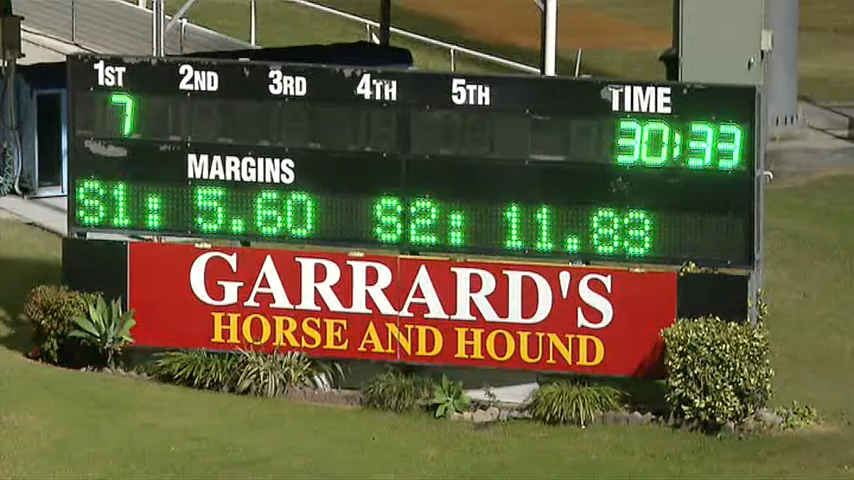 1ST 2ND 3RD 4TH 5TH TIME
7 30:33
MARGINS
S1: 5.60 S2: 11.69
GARRARD'S
HORSE AND HOUND